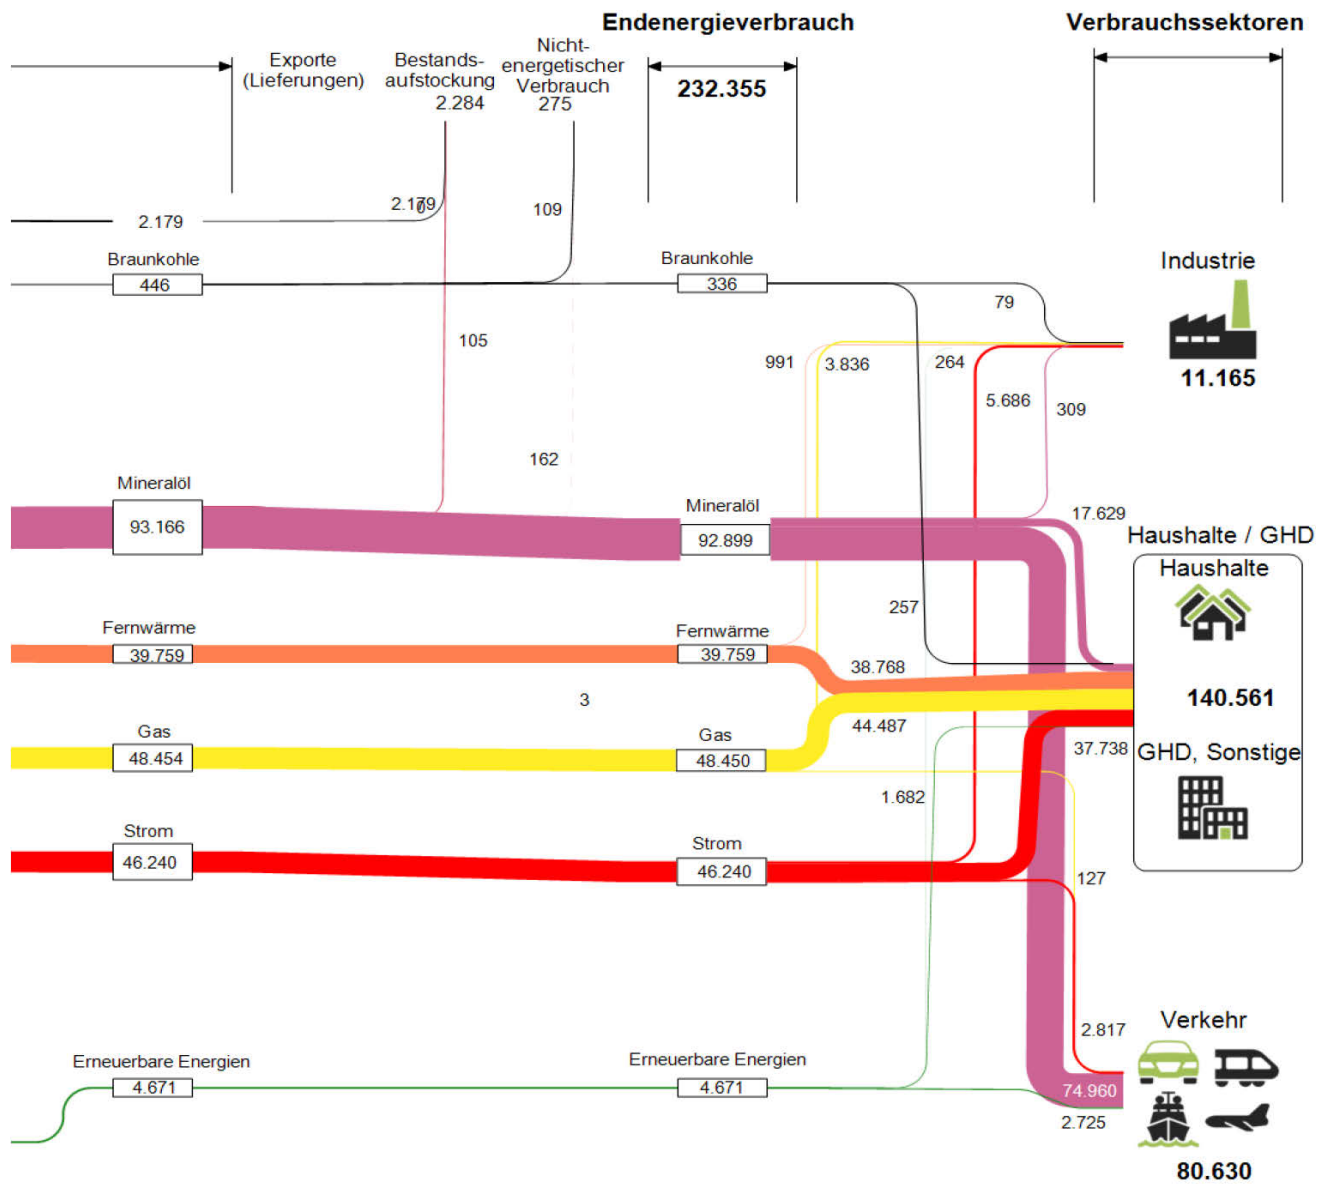 Endenergieverbrauch
Verbrauchssektoren
Exporte
(Lieferungen)
Bestands-
aufstockung
2.284
Nicht-
energetischer
Verbrauch
275
232.355
2.179
2.179
0
109
Braunkohle
446
Braunkohle
336
79
Industrie
11.165
105
991
3.836
264
5.686
309
162
Mineralöl
93.166
Mineralöl
92.899
17.629
Haushalte / GHD
Haushalte
140.561
GHD, Sonstige
257
Fernwärme
39.759
Fernwärme
39.759
38.768
3
Gas
48.454
Gas
48.450
44.487
37.738
1.682
Strom
46.240
Strom
46.240
127
2.817
Verkehr
Erneuerbare Energien
4.671
Erneuerbare Energien
4.671
74.960
2.725
80.630